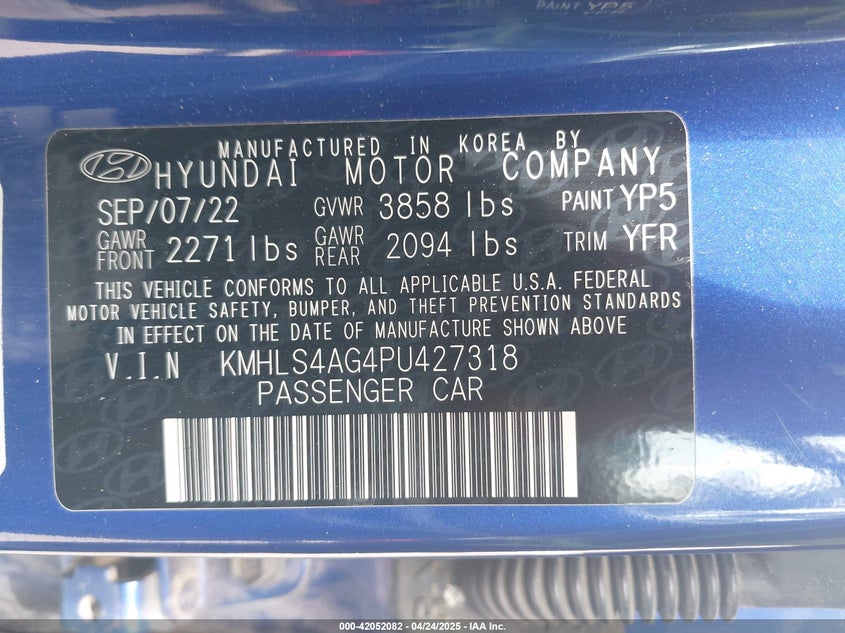 PAINT YP5
MANUFACTURED IN KOREA BY
HYUNDAI MOTOR COMPANY
SEP/07/22 GVWR 3858 lbs PAINT YP5
GAWR FRONT 2271 lbs GAWR REAR 2094 lbs TRIM YFR
THIS VEHICLE CONFORMS TO ALL APPLICABLE U.S.A. FEDERAL
MOTOR VEHICLE SAFETY, BUMPER, AND THEFT PREVENTION STANDARDS
IN EFFECT ON THE DATE OF MANUFACTURE SHOWN ABOVE
V.I.N KMHLS4AG4PU427318
PASSENGER CAR
000-42052082 - 04/24/2025 - IAA Inc.